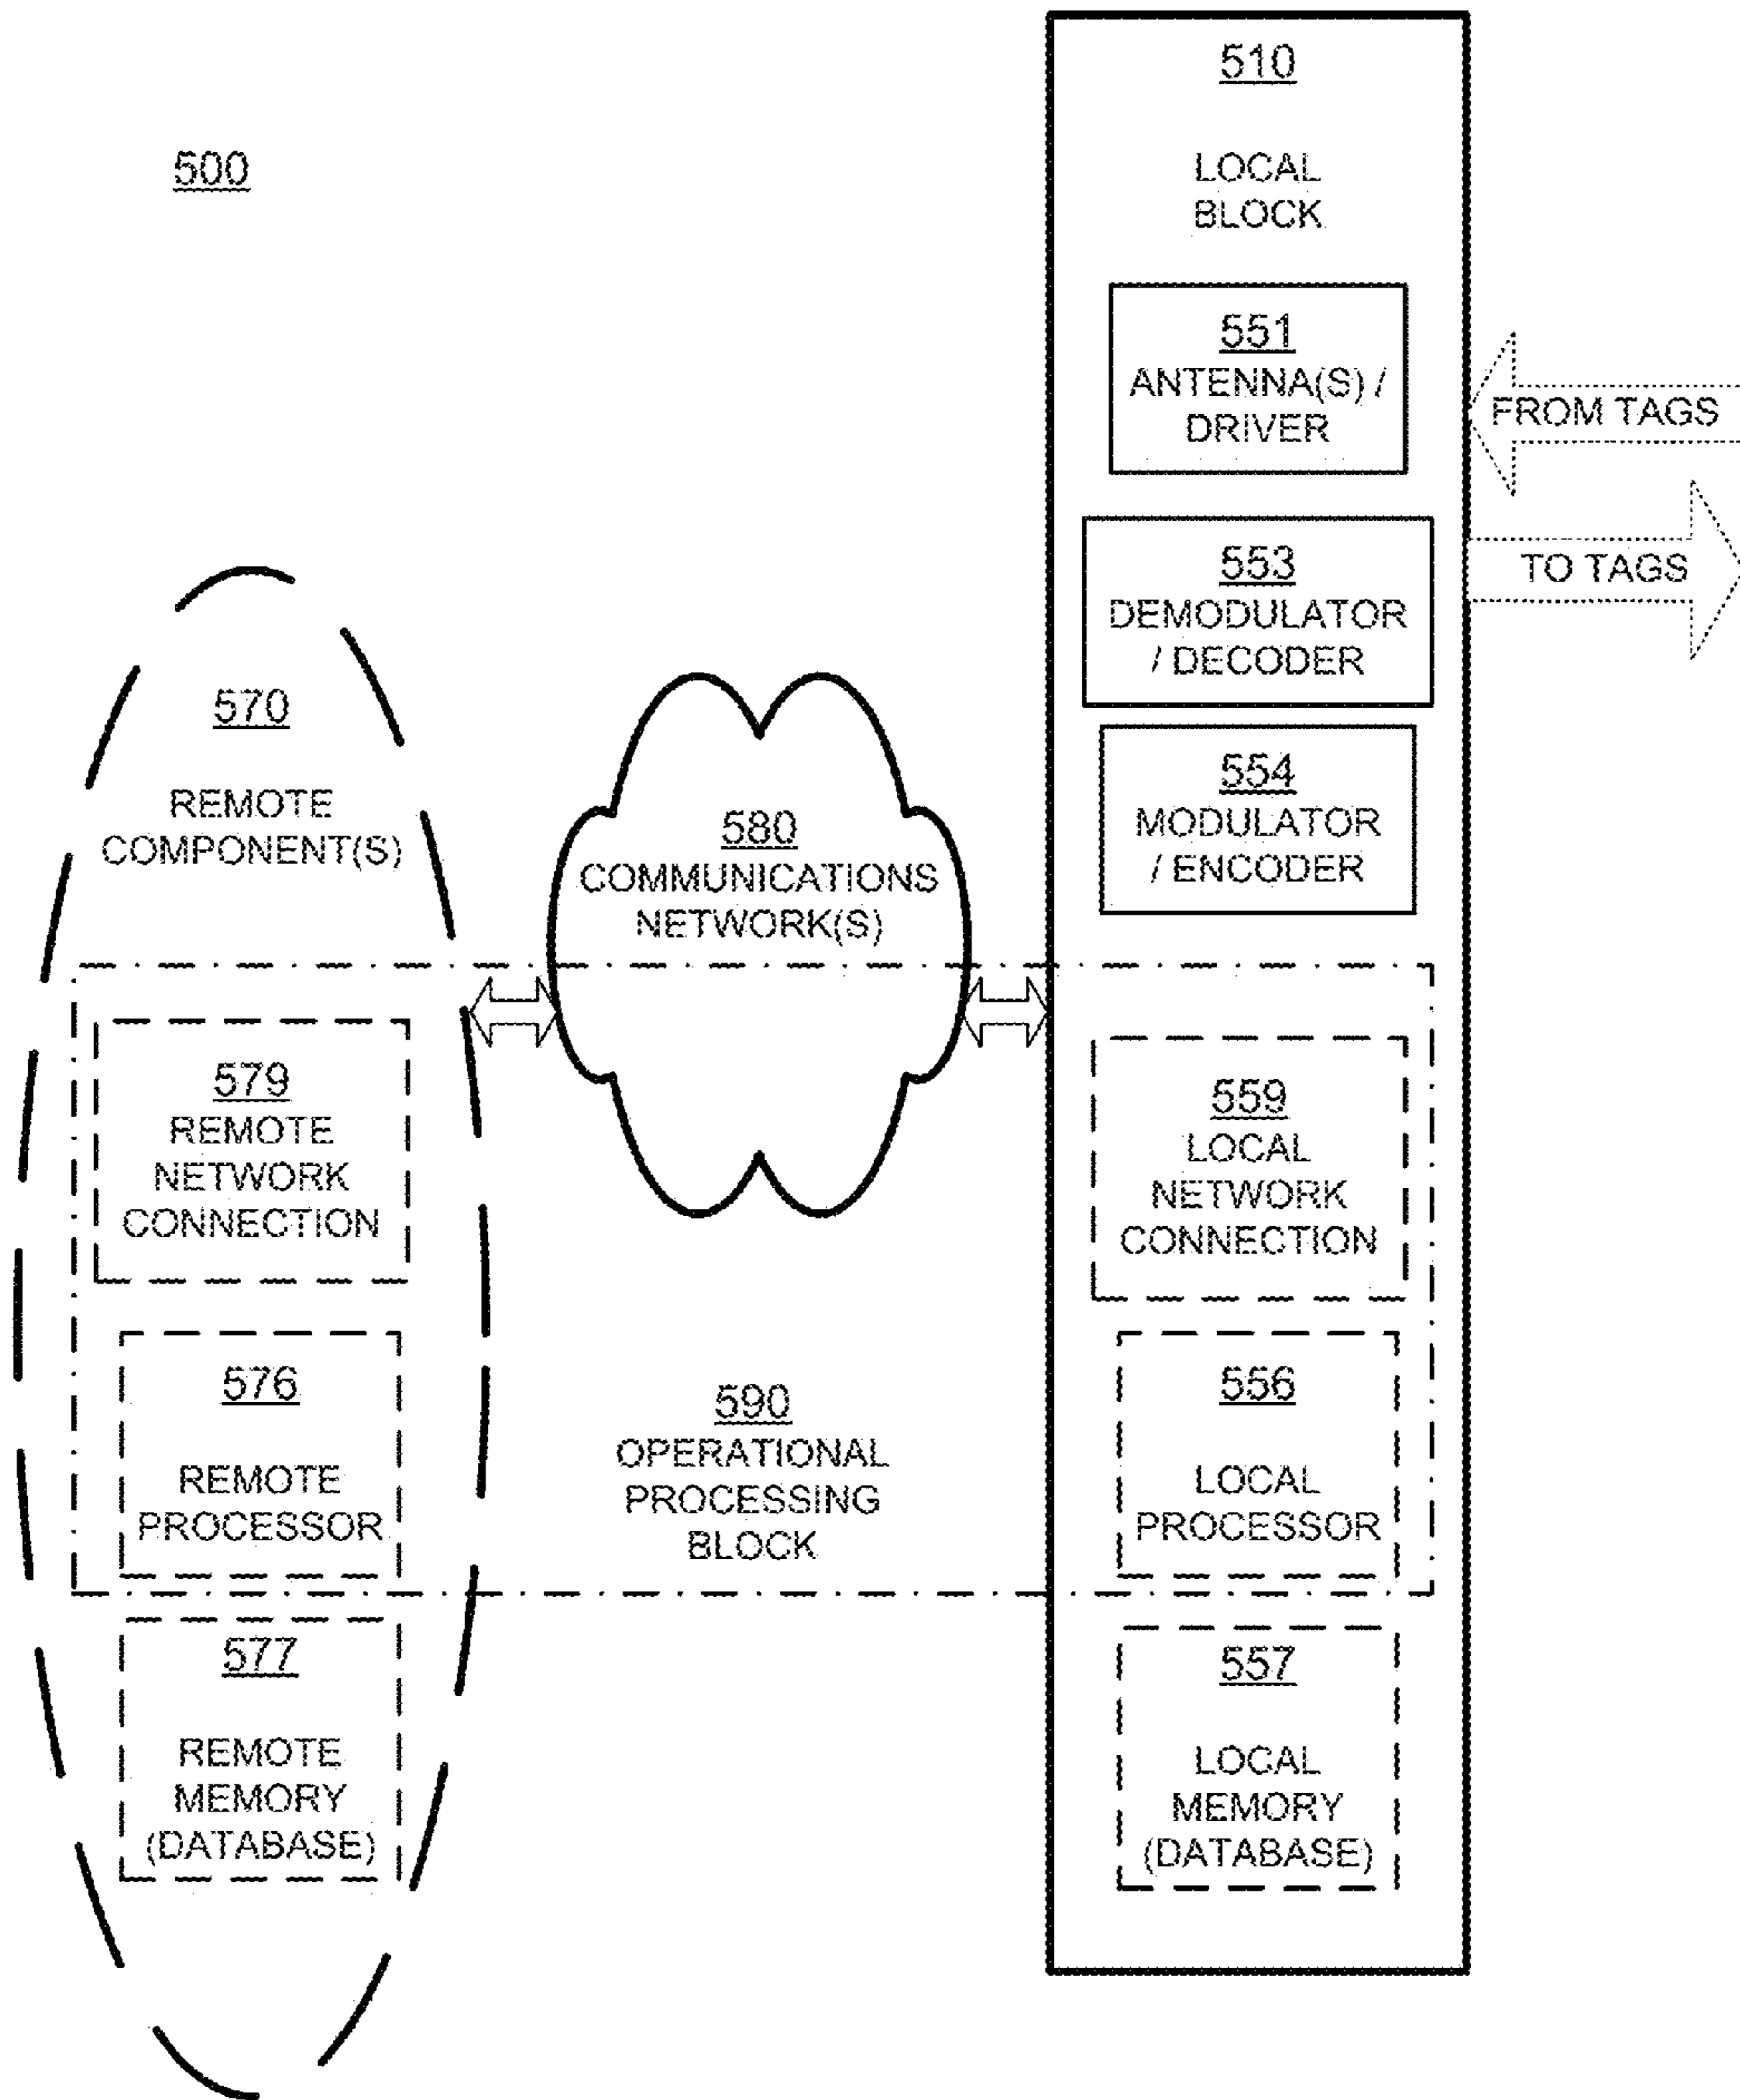 500
510
LOCAL
BLOCK
551
ANTENNA(S) /
DRIVER
FROM TAGS
553
DEMODULATOR
/ DECODER
TO TAGS
554
MODULATOR
/ ENCODER
570
REMOTE
COMPONENT(S)
580
COMMUNICATIONS
NETWORK(S)
579
REMOTE
NETWORK
CONNECTION
559
LOCAL
NETWORK
CONNECTION
576
REMOTE
PROCESSOR
590
OPERATIONAL
PROCESSING
BLOCK
556
LOCAL
PROCESSOR
577
REMOTE
MEMORY
(DATABASE)
557
LOCAL
MEMORY
(DATABASE)